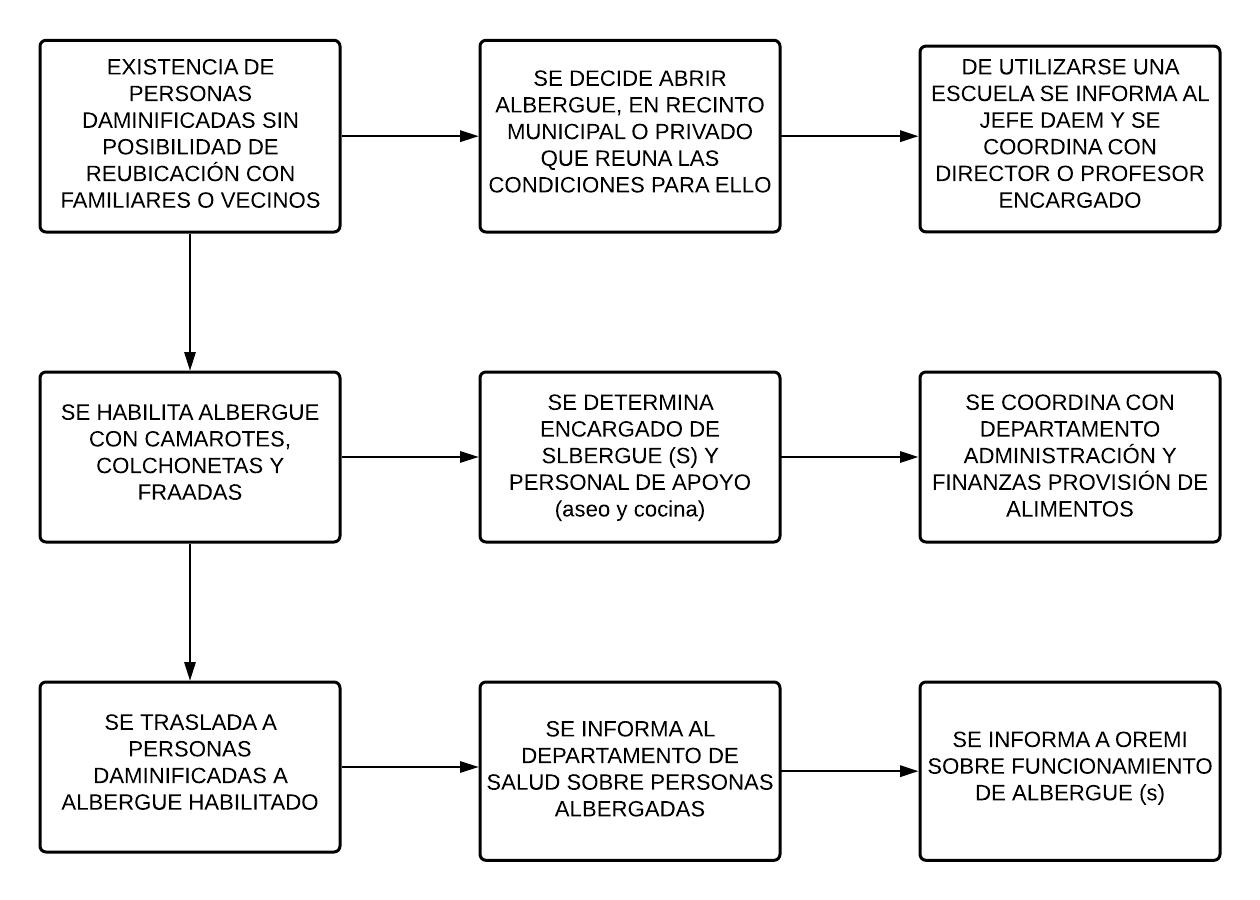 EXISTENCIA DE
PERSONAS
DAMINIFICADAS SIN
POSIBILIDAD DE
REUBICACIÓN CON
FAMILIARES O VECINOS
SE DECIDE ABRIR
ALBERGUE, EN RECINTO
MUNICIPAL O PRIVADO
QUE REUNA LAS
CONDICIONES PARA ELLO
DE UTILIZARSE UNA
ESCUELA SE INFORMA AL
JEFE DAEM Y SE
COORDINA CON
DIRECTOR O PROFESOR
ENCARGADO
SE HABILITA ALBERGUE
CON CAMAROTES,
COLCHONETAS Y
FRAADAS
SE DETERMINA
ENCARGADO DE
SLBERGUE (S) Y
PERSONAL DE APOYO
(aseo y cocina)
SE COORDINA CON
DEPARTAMENTO
ADMINISTRACIÓN Y
FINANZAS PROVISIÓN DE
ALIMENTOS
SE TRASLADA A
PERSONAS
DAMINIFICADAS A
ALBERGUE HABILITADO
SE INFORMA AL
DEPARTAMENTO DE
SALUD SOBRE PERSONAS
ALBERGADAS
SE INFORMA A OREMI
SOBRE FUNCIONAMIENTO
DE ALBERGUE (s)